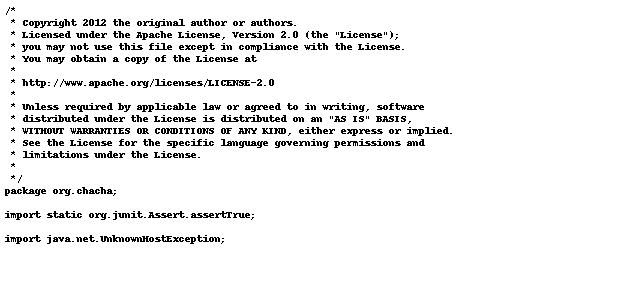 /*
 * Copyright 2012 the original author or authors.
 * Licensed under the Apache License, Version 2.0 (the "License");
 * you may not use this file except in compliance with the License.
 * You may obtain a copy of the License at
 *
 * http://www.apache.org/licenses/LICENSE-2.0
 *
 * Unless required by applicable law or agreed to in writing, software
 * distributed under the License is distributed on an "AS IS" BASIS,
 * WITHOUT WARRANTIES OR CONDITIONS OF ANY KIND, either express or implied.
 * See the License for the specific language governing permissions and
 * limitations under the License.
 *
 */
package org.chacha;

import static org.junit.Assert.assertTrue;

import java.net.UnknownHostException;